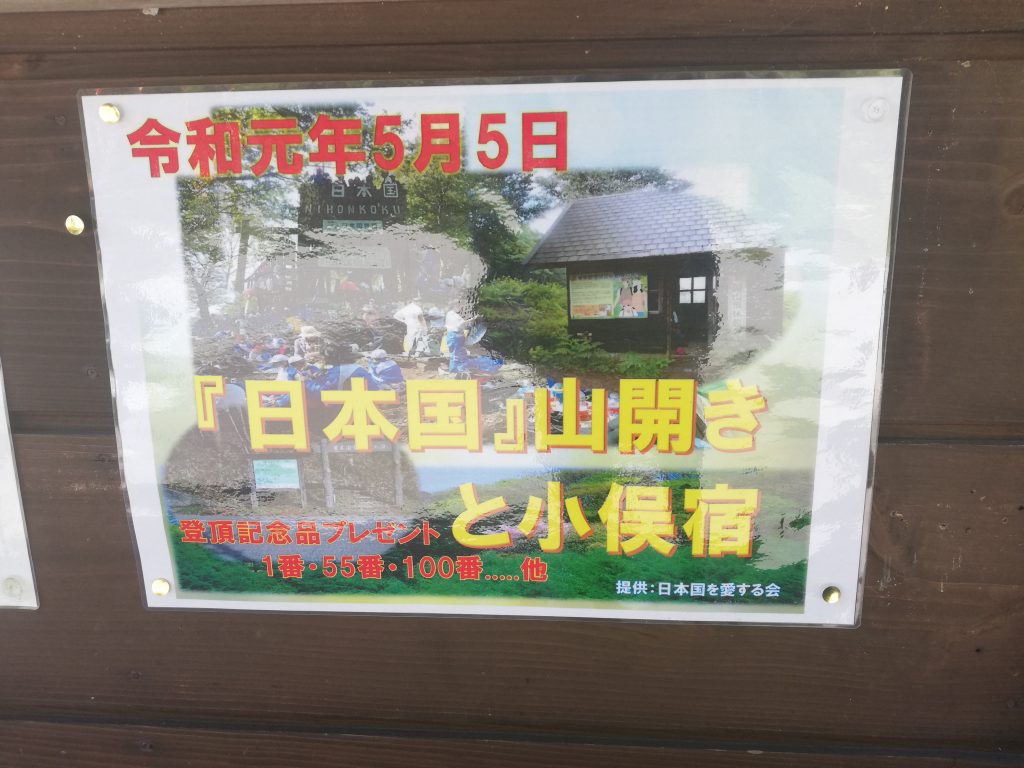 令和元年5月5日
日本国
NIHONKOKU
『日本国』山開き
と小俣宿
登頂記念品プレゼント
1番・55番・100番.....他
提供：日本国を愛する会